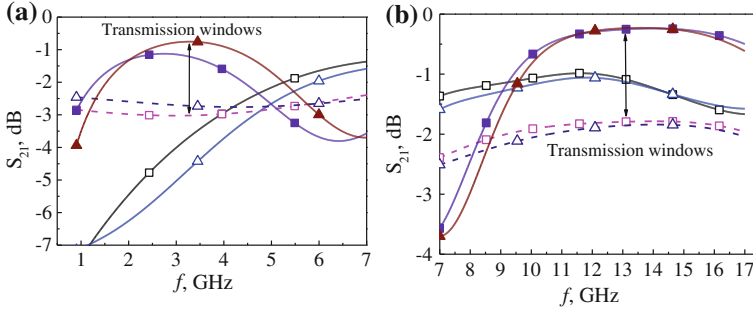 (a)
Transmission windows
S21, dB
0
-1
-2
-3
-4
-5
-6
-7
1 2 3 4 5 6 7
f, GHz
(b)
Transmission windows
S21, dB
0
-1
-2
-3
-4
7 8 9 10 11 12 13 14 15 16 17
f, GHz